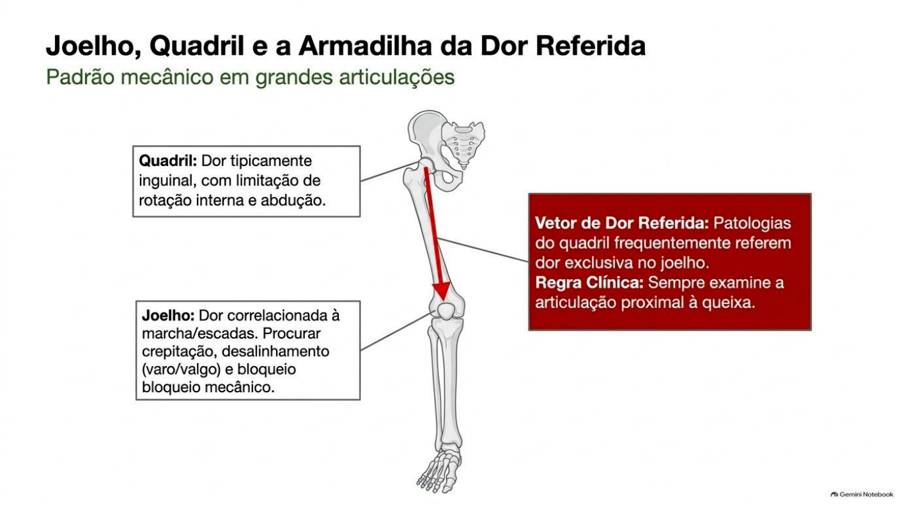 Joelho, Quadril e a Armadilha da Dor Referida
Padrão mecânico em grandes articulações
Quadril: Dor tipicamente
inguinal, com limitação de
rotação interna e abdução.
Vetor de Dor Referida: Patologias
do quadril frequentemente referem
dor exclusiva no joelho.
Regra Clínica: Sempre examine a
articulação proximal à queixa.
Joelho: Dor correlacionada à
marcha/escadas. Procurar
crepitação, desalinhamento
(varo/valgo) e bloqueio
bloqueio mecânico.
Gemini Notebook